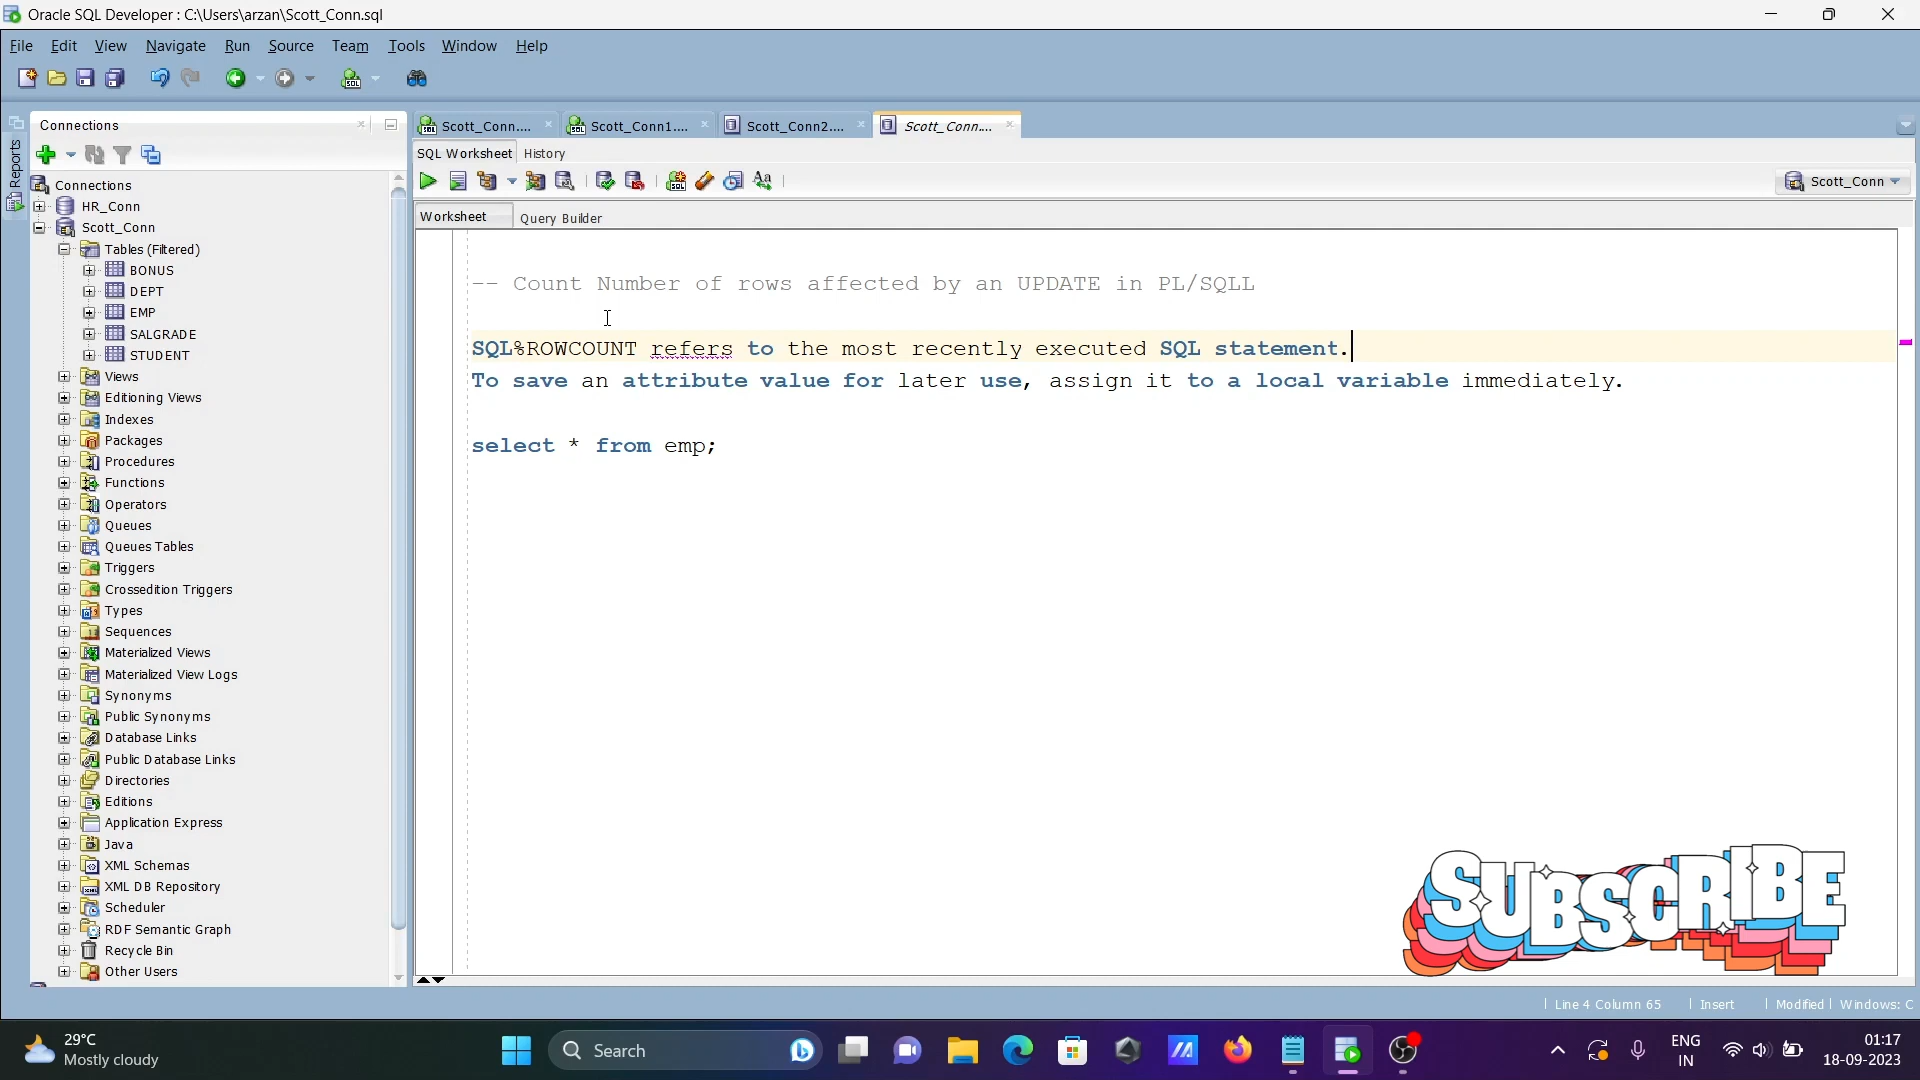 Oracle SQL Developer : C:\Users\arzan\Scott_Conn.sql
File Edit View Navigate Run Source Team Tools Window Help
Connections
Scott_Conn....
Scott_Conn1....
Scott_Conn2....
Scott_Conn....
Reports
SQL Worksheet History
Scott_Conn
Worksheet Query Builder
Connections
HR_Conn
Scott_Conn
Tables (Filtered)
BONUS
DEPT
EMP
SALGRADE
STUDENT
Views
Editioning Views
Indexes
Packages
Procedures
Functions
Operators
Queues
Queues Tables
Triggers
Crossedition Triggers
Types
Sequences
Materialized Views
Materialized View Logs
Synonyms
Public Synonyms
Database Links
Public Database Links
Directories
Editions
Application Express
Java
XML Schemas
XML DB Repository
Scheduler
RDF Semantic Graph
Recycle Bin
Other Users
-- Count Number of rows affected by an UPDATE in PL/SQLL
SQL%ROWCOUNT refers to the most recently executed SQL statement.
To save an attribute value for later use, assign it to a local variable immediately.
select * from emp;
SUBSCRIBE
Line 4 Column 65 Insert Modified Windows: C
29°C
Mostly cloudy
Search
ENG
IN
01:17
18-09-2023